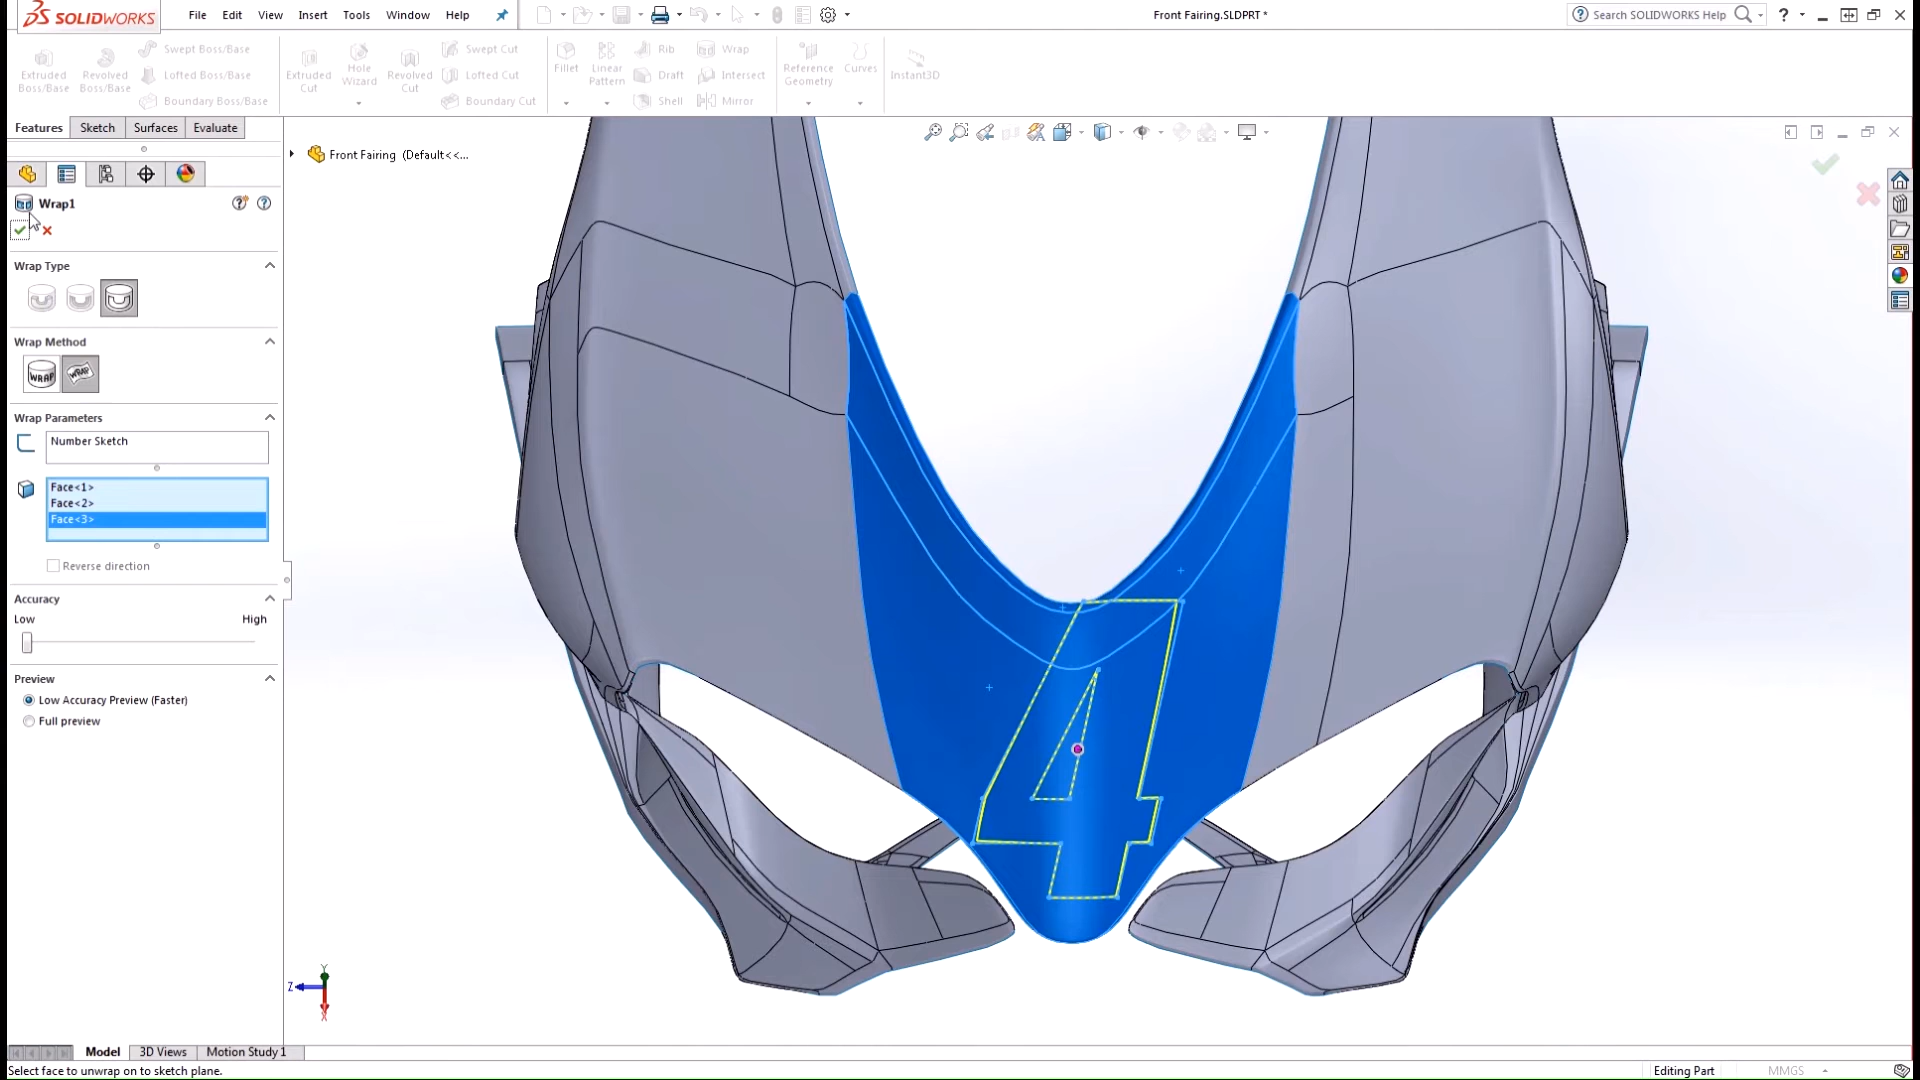 SOLIDWORKS
File Edit View Insert Tools Window Help
Front Fairing.SLDPRT *
Search SOLIDWORKS Help
Extruded Boss/Base
Revolved Boss/Base
Swept Boss/Base
Lofted Boss/Base
Boundary Boss/Base
Extruded Cut
Hole Wizard
Revolved Cut
Swept Cut
Lofted Cut
Boundary Cut
Fillet
Linear Pattern
Rib
Draft
Shell
Wrap
Intersect
Mirror
Reference Geometry
Curves
Instant3D
Features Sketch Surfaces Evaluate
Front Fairing (Default<<...
Wrap1
Wrap Type
Wrap Method
WRAP WRAP
Wrap Parameters
Number Sketch
Face<1>
Face<2>
Face<3>
Reverse direction
Accuracy
Low High
Preview
Low Accuracy Preview (Faster)
Full preview
4
Y
Z
X
Model 3D Views Motion Study 1
Select face to unwrap on to sketch plane.
Editing Part MMGS